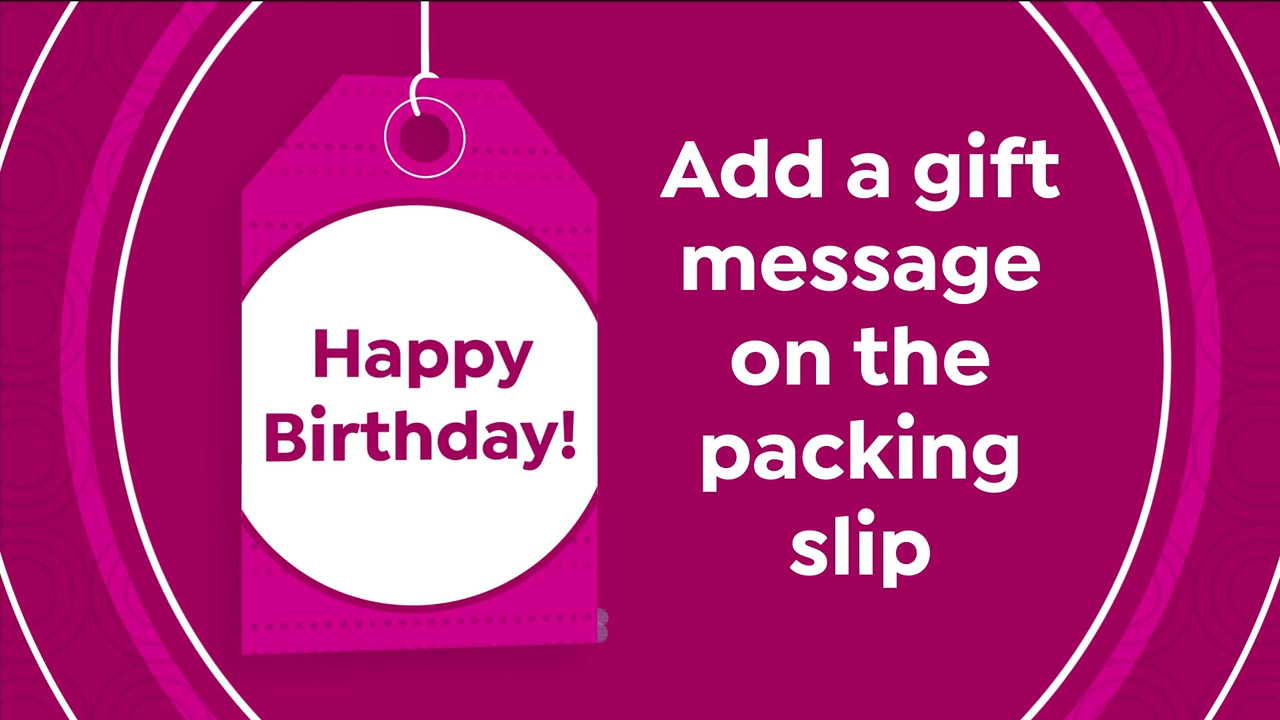 Happy
Birthday!
Add a gift
message
on the
packing
slip